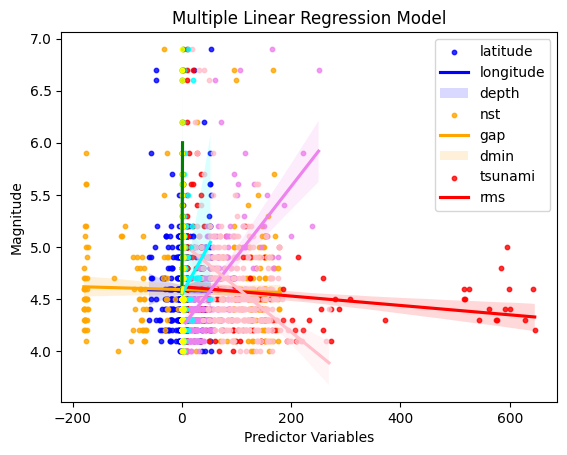 Multiple Linear Regression Model
7.0
6.5
6.0
5.5
5.0
4.5
4.0
Magnitude
latitude
longitude
depth
nst
gap
dmin
tsunami
rms
−200
0
200
400
600
Predictor Variables